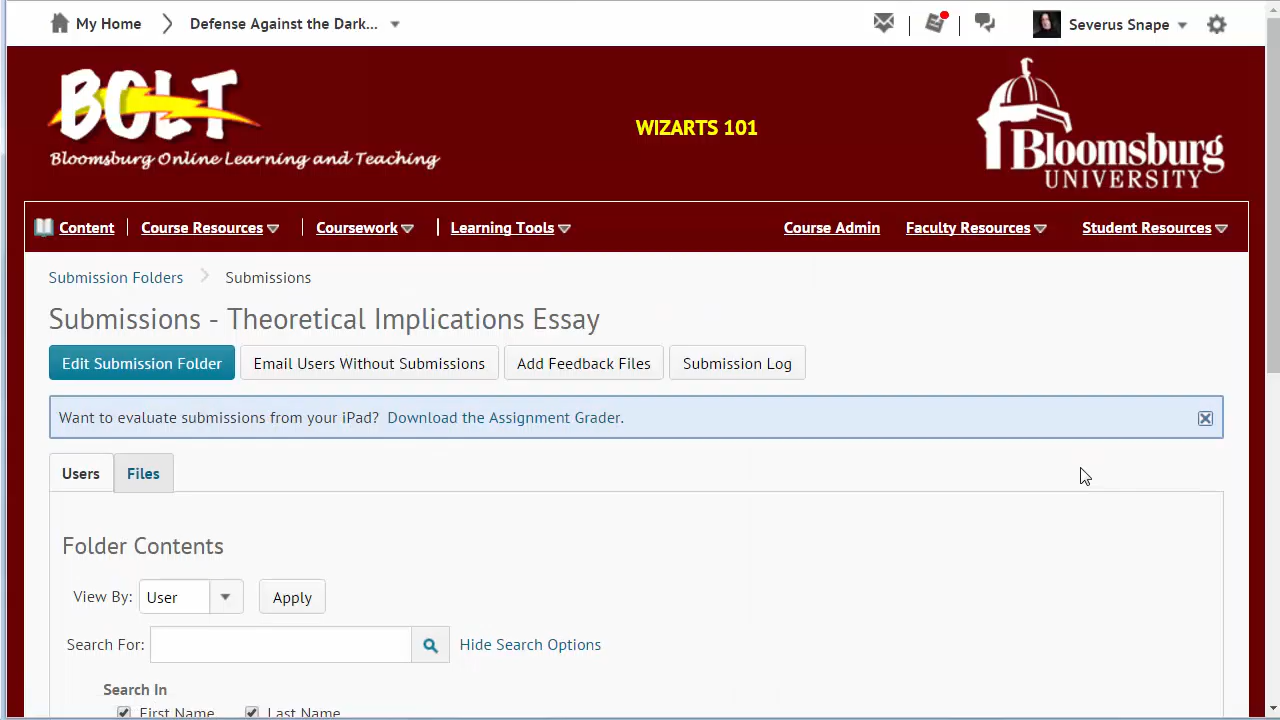 My Home
Defense Against the Dark...
Severus Snape
BOLT
Bloomsburg Online Learning and Teaching
WIZARTS 101
Bloomsburg
UNIVERSITY
Content
Course Resources
Coursework
Learning Tools
Course Admin
Faculty Resources
Student Resources
Submission Folders
Submissions
Submissions - Theoretical Implications Essay
Edit Submission Folder
Email Users Without Submissions
Add Feedback Files
Submission Log
Want to evaluate submissions from your iPad? Download the Assignment Grader.
Users
Files
Folder Contents
View By: User
Apply
Search For:
Hide Search Options
Search In
First Name
Last Name